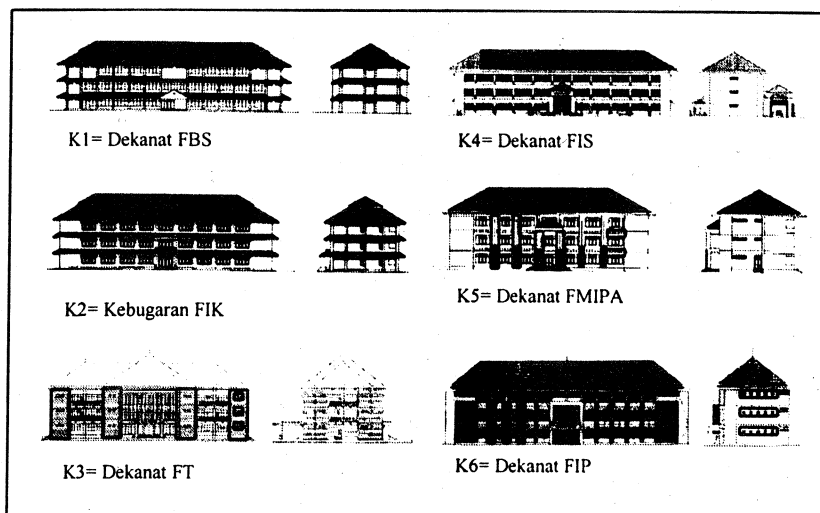 K1= Dekanat FBS
K4= Dekanat FIS
K2= Kebugaran FIK
K5= Dekanat FMIPA
K3= Dekanat FT
K6= Dekanat FIP